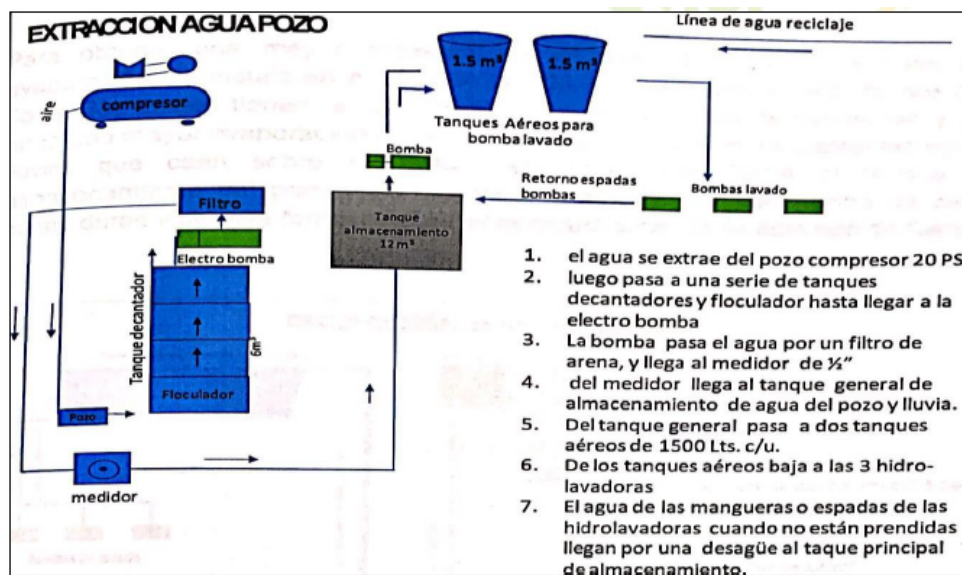 EXTRACCION AGUA POZO
Línea de agua reciclaje
1.5 m³
1.5 m³
compresor
aire
Tanques Aéreos para
bomba lavado
Bomba
Retorno espadas
bombas
Bombas lavado
Filtro
Tanque
almacenamiento
12 m³
Electro bomba
Tanque decantador
6m³
Floculador
Pozo
medidor
1. el agua se extrae del pozo compresor 20 PS
2. luego pasa a una serie de tanques
decantadores y floculador hasta llegar a la
electro bomba
3. La bomba pasa el agua por un filtro de
arena, y llega al medidor de ½”
4. del medidor llega al tanque general de
almacenamiento de agua del pozo y lluvia.
5. Del tanque general pasa a dos tanques
aéreos de 1500 Lts. c/u.
6. De los tanques aéreos baja a las 3 hidro-
lavadoras
7. El agua de las mangueras o espadas de las
hidrolavadoras cuando no están prendidas
llegan por una desagüe al taque principal
de almacenamiento.